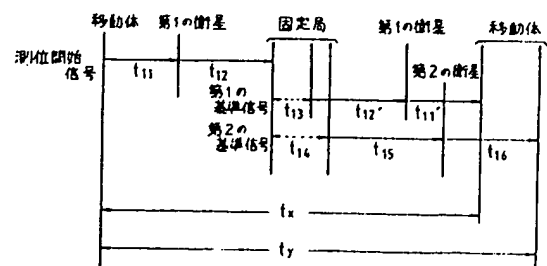 移動体 第1の衛星 固定局 第1の衛星 移動体
測位開始
信号
t11 t12
第2の衛星
第1の
基準信号
t13 t12' t11'
第2の
基準信号
t14 t15 t16
tx
ty